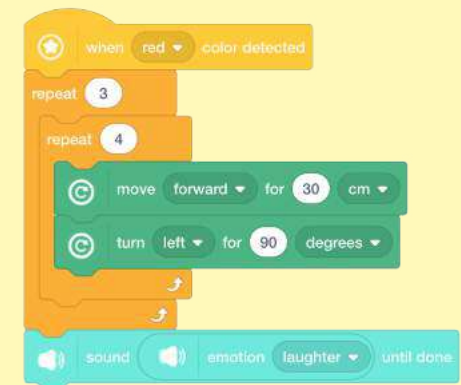 when red color detected
repeat 3
repeat 4
move forward for 30 cm
turn left for 90 degrees
sound emotion laughter until done